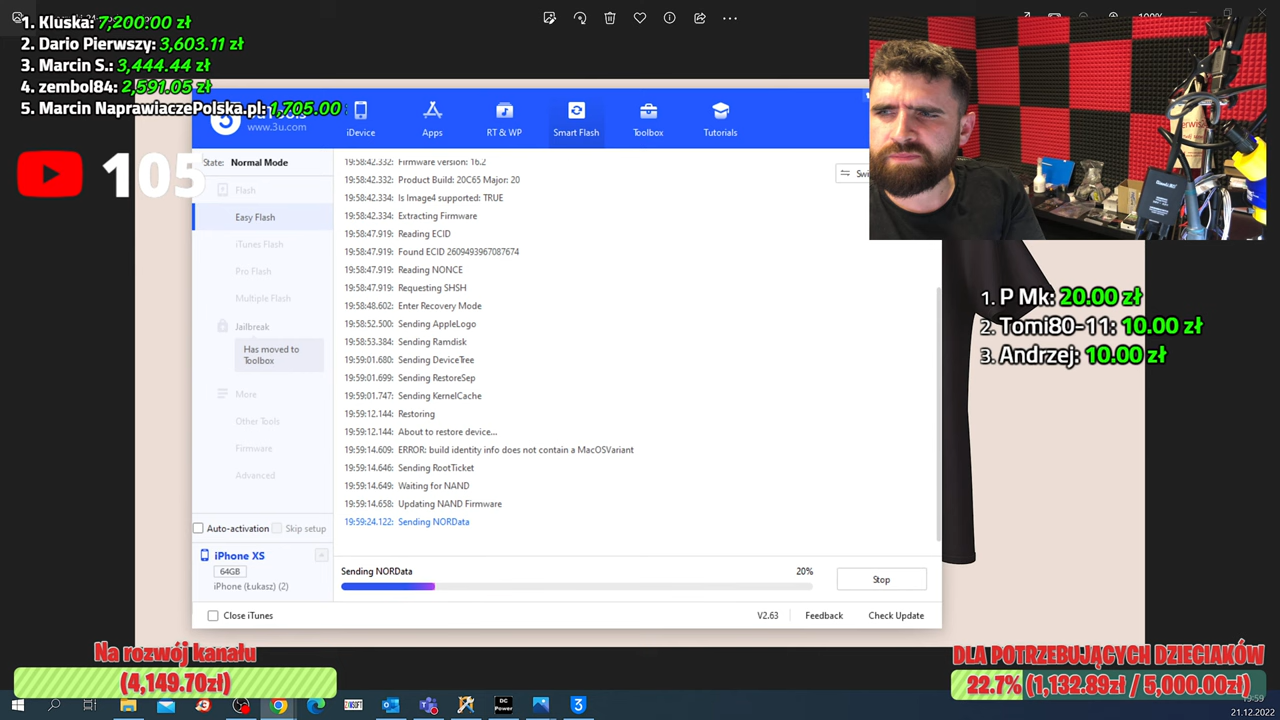 1. Kluska: 7,200.00 zł
2. Dario Pierwszy: 3,603.11 zł
3. Marcin S.: 3,444.44 zł
4. zembol84: 2,591.05 zł
5. Marcin NaprawiaczePolska.pl: 1,705.00
105
100%
www.3u.com
iDevice
Apps
RT & WP
Smart Flash
Toolbox
Tutorials
State: Normal Mode
Flash
Easy Flash
iTunes Flash
Pro Flash
Multiple Flash
Jailbreak
Has moved to
Toolbox
More
Other Tools
Firmware
Advanced
Auto-activation
Skip setup
iPhone XS
64GB
iPhone (Łukasz) (2)
Close iTunes
19:58:42.332: Firmware version: 16.2
19:58:42.332: Product Build: 20C65 Major: 20
19:58:42.334: Is Image4 supported: TRUE
19:58:42.334: Extracting Firmware
19:58:47.919: Reading ECID
19:58:47.919: Found ECID 2609493967087674
19:58:47.919: Reading NONCE
19:58:47.919: Requesting SHSH
19:58:48.602: Enter Recovery Mode
19:58:52.500: Sending AppleLogo
19:58:53.384: Sending Ramdisk
19:59:01.680: Sending DeviceTree
19:59:01.699: Sending RestoreSep
19:59:01.747: Sending KernelCache
19:59:12.144: Restoring
19:59:12.144: About to restore device...
19:59:14.609: ERROR: build identity info does not contain a MacOSVariant
19:59:14.646: Sending RootTicket
19:59:14.649: Waiting for NAND
19:59:14.658: Updating NAND Firmware
19:59:24.122: Sending NORData
Sending NORData
20%
Stop
V2.63
Feedback
Check Update
1. P Mk: 20.00 zł
2. Tomi80-11: 10.00 zł
3. Andrzej: 10.00 zł
Na rozwój kanału
(4,149.70zł)
DLA POTRZEBUJĄCYCH DZIECIAKÓW
22.7% (1,132.89zł / 5,000.00zł)
DC
Power
19:59
21.12.2022